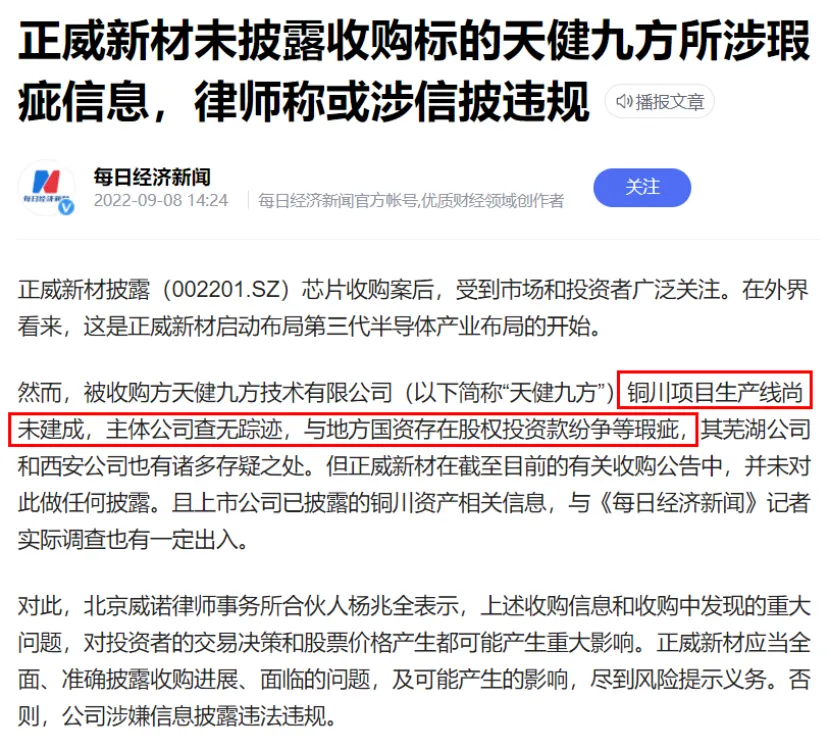 正威新材未披露收购标的天健九方所涉瑕
疵信息，律师称或涉信披违规
播报文章
每日经济新闻
2022-09-08 14:24
每日经济新闻官方帐号,优质财经领域创作者
关注
正威新材披露（002201.SZ）芯片收购案后，受到市场和投资者广泛关注。在外界
看来，这是正威新材启动布局第三代半导体产业布局的开始。
然而，被收购方天健九方技术有限公司（以下简称“天健九方”）铜川项目生产线尚
未建成，主体公司查无踪迹，与地方国资存在股权投资款纷争等瑕疵，其芜湖公司
和西安公司也有诸多存疑之处。但正威新材在截至目前的有关收购公告中，并未对
此做任何披露。且上市公司已披露的铜川资产相关信息，与《每日经济新闻》记者
实际调查也有一定出入。
对此，北京威诺律师事务所合伙人杨兆全表示，上述收购信息和收购中发现的重大
问题，对投资者的交易决策和股票价格产生都可能产生重大影响。正威新材应当全
面、准确披露收购进展、面临的问题，及可能产生的影响，尽到风险提示义务。否
则，公司涉嫌信息披露违法违规。